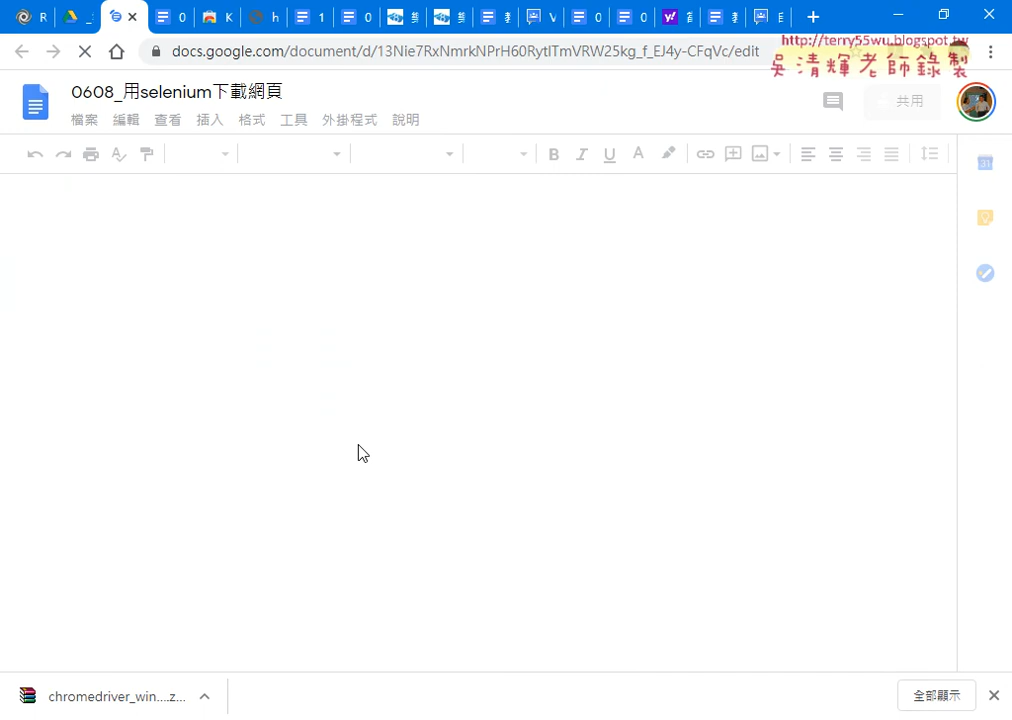 R
0
K
h
1
0
V
0
0
E
docs.google.com/document/d/13Nie7RxNmrkNPrH60RytITmVRW25kg_f_EJ4y-CFqVc/edit
http://terry55wu.blogspot.tw
吳清輝老師錄製
0608_用selenium下載網頁
共用
檔案 編輯 查看 插入 格式 工具 外掛程式 說明
B I U A
31
chromedriver_win....z...
全部顯示